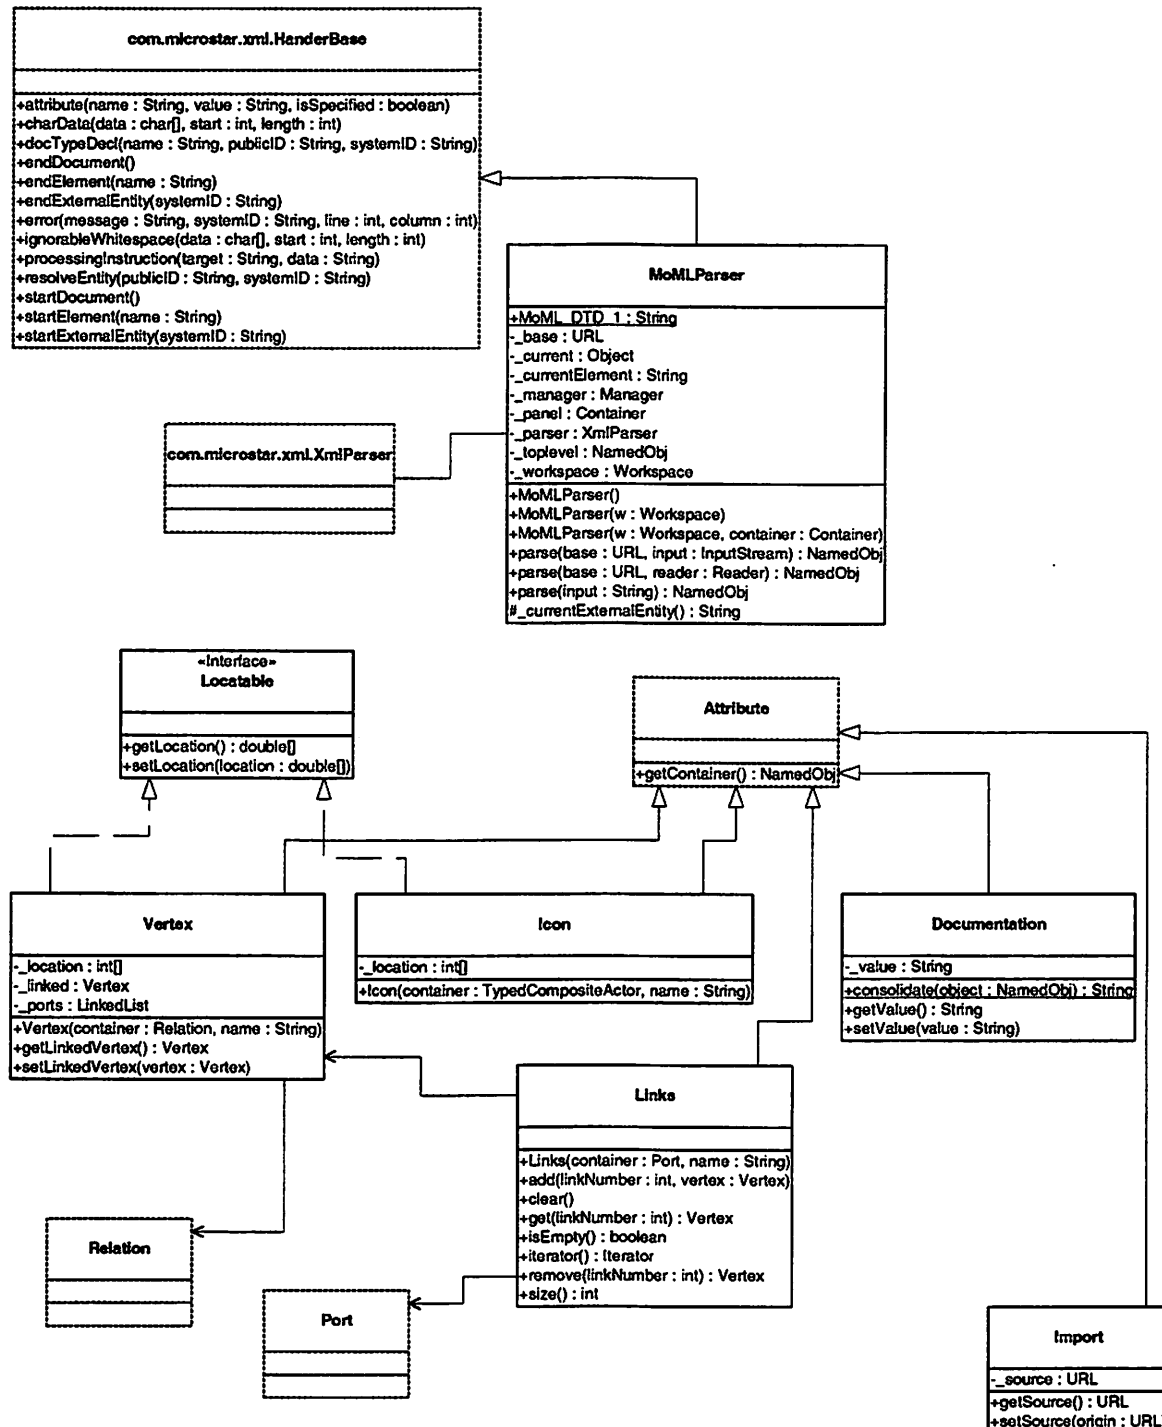 com.microstar.xml.HanderBase
+attribute(name : String, value : String, isSpecified : boolean)
+charData(data : char[], start : int, length : int)
+docTypeDecl(name : String, publicID : String, systemID : String)
+endDocument()
+endElement(name : String)
+endExternalEntity(systemID : String)
+error(message : String, systemID : String, line : int, column : int)
+ignorableWhitespace(data : char[], start : int, length : int)
+processingInstruction(target : String, data : String)
+resolveEntity(publicID : String, systemID : String)
+startDocument()
+startElement(name : String)
+startExternalEntity(systemID : String)
MoMLParser
+MoML_DTD_1 : String
-_base : URL
-_current : Object
-_currentElement : String
-_manager : Manager
-_panel : Container
-_parser : XmlParser
-_toplevel : NamedObj
-_workspace : Workspace
+MoMLParser()
+MoMLParser(w : Workspace)
+MoMLParser(w : Workspace, container : Container)
+parse(base : URL, input : InputStream) : NamedObj
+parse(base : URL, reader : Reader) : NamedObj
+parse(input : String) : NamedObj
#_currentExternalEntity() : String
com.microstar.xml.XmlParser
«Interface»
Locatable
+getLocation() : double[]
+setLocation(location : double[])
Attribute
+getContainer() : NamedObj
Vertex
-_location : int[]
-_linked : Vertex
-_ports : LinkedList
+Vertex(container : Relation, name : String)
+getLinkedVertex() : Vertex
+setLinkedVertex(vertex : Vertex)
Icon
-_location : int[]
+Icon(container : TypedCompositeActor, name : String)
Documentation
-_value : String
+consolidate(object : NamedObj) : String
+getValue() : String
+setValue(value : String)
Links
+Links(container : Port, name : String)
+add(linkNumber : int, vertex : Vertex)
+clear()
+get(linkNumber : int) : Vertex
+isEmpty() : boolean
+iterator() : Iterator
+remove(linkNumber : int) : Vertex
+size() : int
Relation
Port
Import
-_source : URL
+getSource() : URL
+setSource(origin : URL